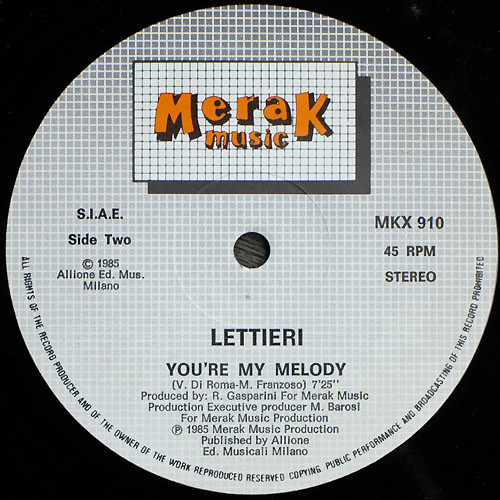 Merak
music
S.I.A.E.
MKX 910
Side Two
45 RPM
© 1985
STEREO
Allione Ed. Mus.
Milano
LETTIERI
YOU'RE MY MELODY
(V. Di Roma-M. Franzoso) 7'25''
Produced by: R. Gasparini For Merak Music
Production Executive producer M. Barosi
For Merak Music Production
℗ 1985 Merak Music Production
Published by Allione
Ed. Musicali Milano
ALL RIGHTS OF THE RECORD PRODUCER AND OF THE OWNER OF THE WORK REPRODUCED RESERVED COPYING PUBLIC PERFORMANCE AND BROADCASTING OF THIS RECORD PROHIBITED